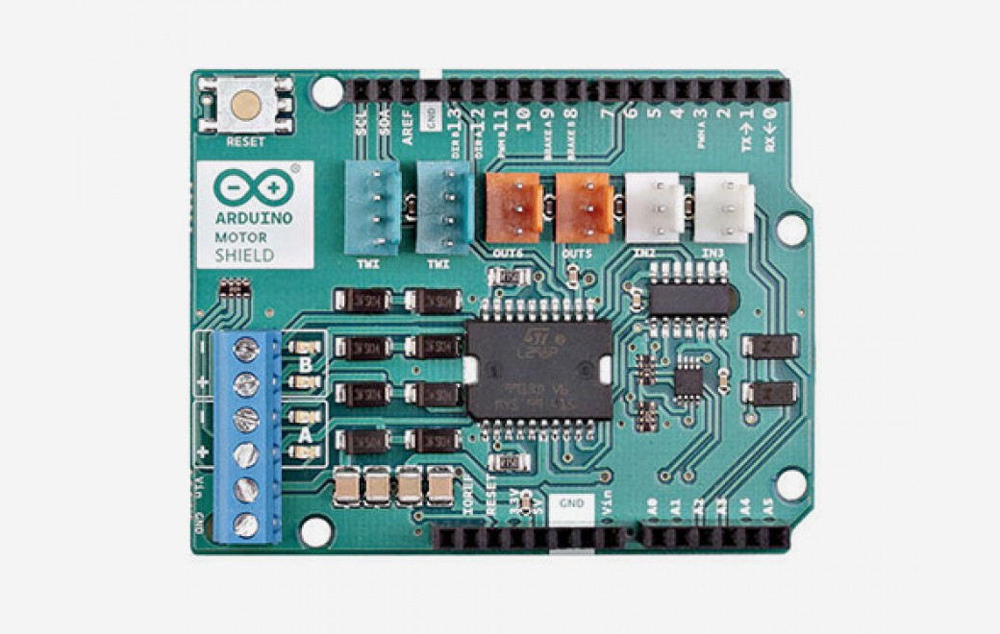 RESET
SCL
SDA
AREF
GND
DIR B 13
DIR A 12
PWM B 11
10
BRAKE A 9
BRAKE B 8
7
6
5
4
PWM A 3
2
TX→1
RX←0
ARDUINO
MOTOR
SHIELD
TWI
TWI
OUT6
OUT5
IN2
IN3
- B
+
- A
+
Vin
GND
IOREF
RESET
3.3V
5V
GND
Vin
A0
A1
A2
A3
A4
A5